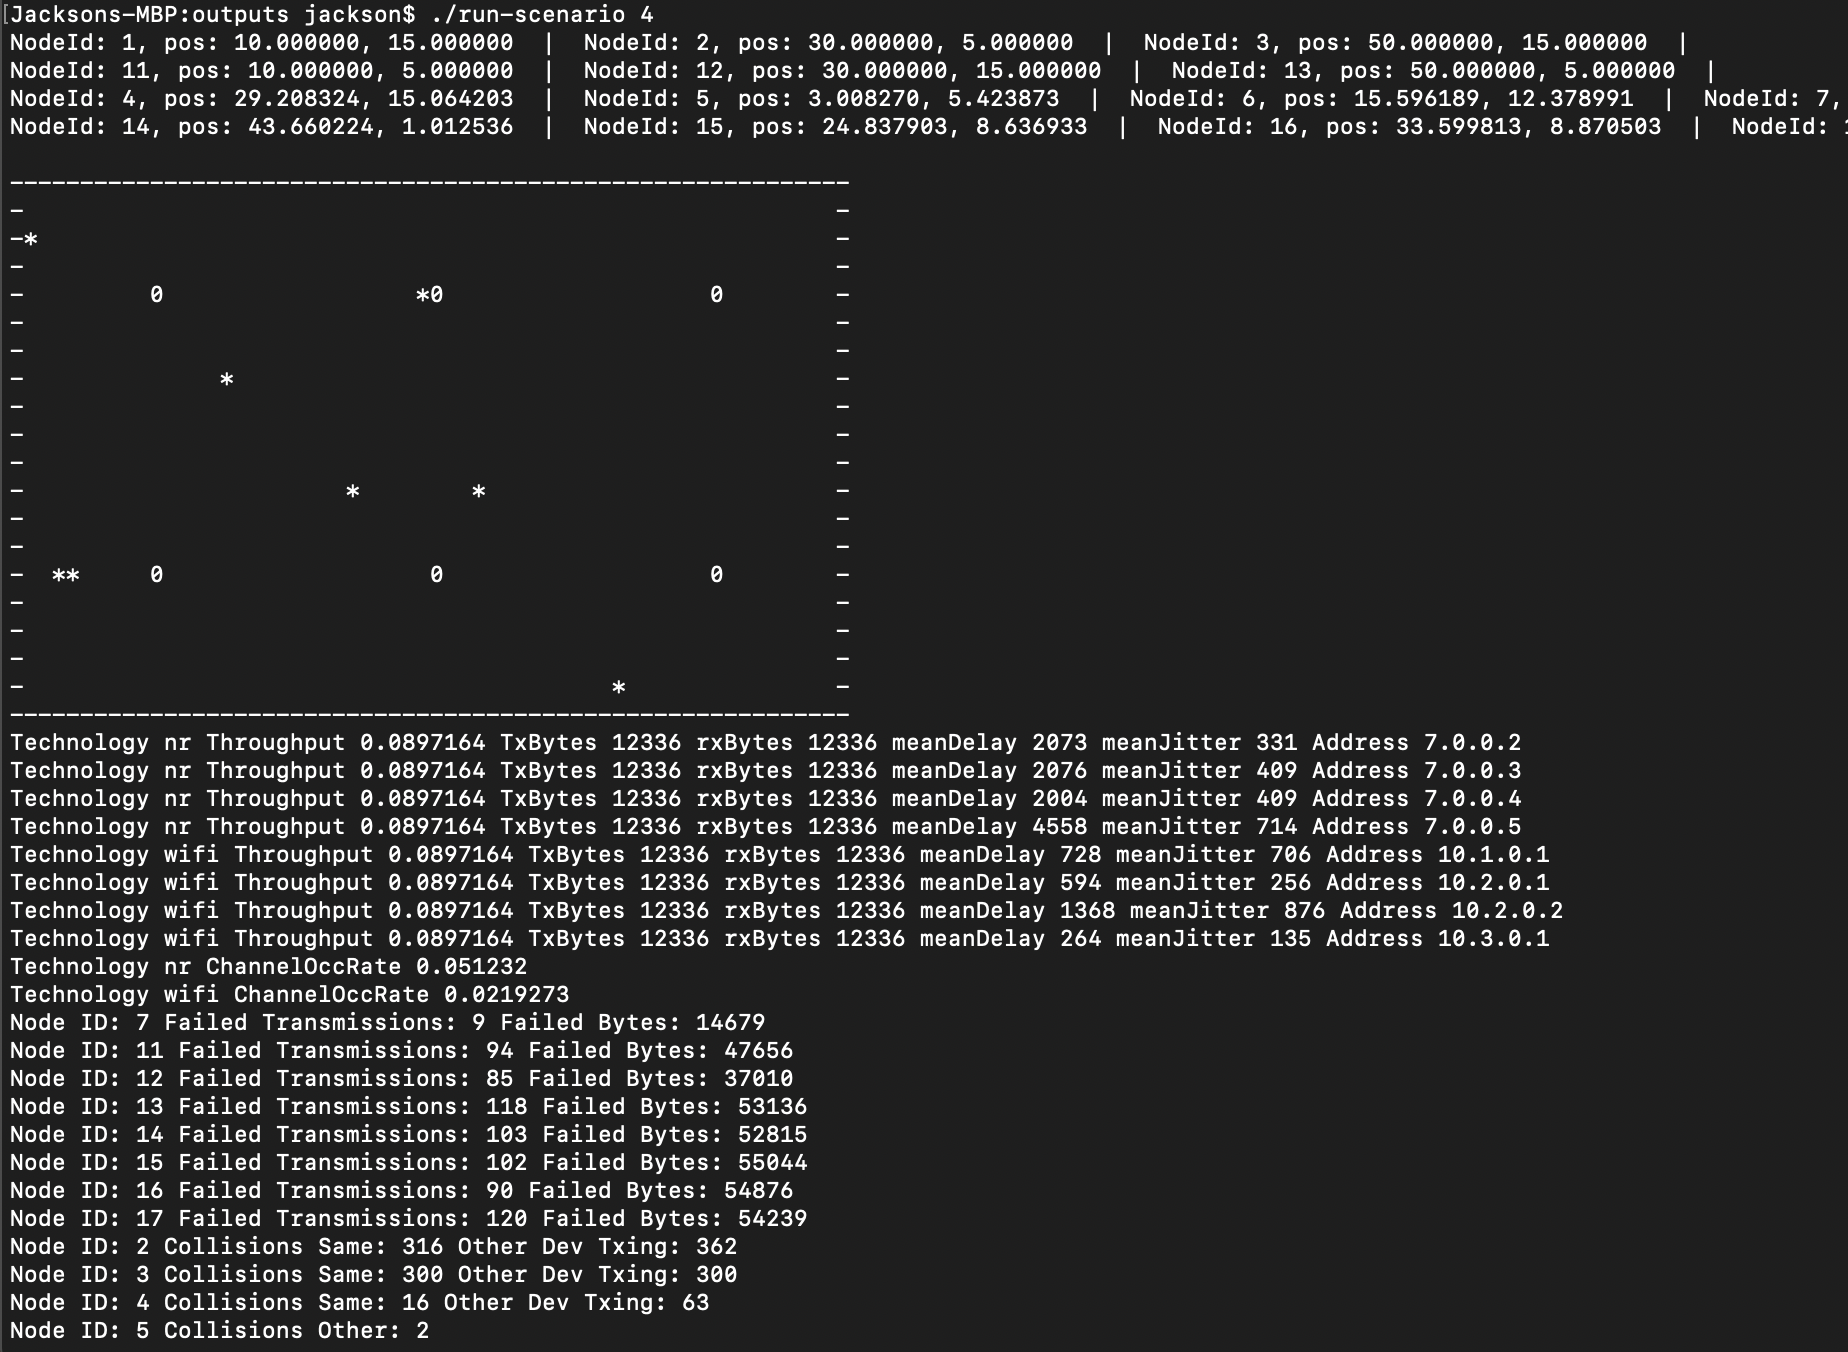 [Jacksons-MBP:outputs jackson$ ./run-scenario 4
NodeId: 1, pos: 10.000000, 15.000000  |  NodeId: 2, pos: 30.000000, 5.000000  |  NodeId: 3, pos: 50.000000, 15.000000  |
NodeId: 11, pos: 10.000000, 5.000000  |  NodeId: 12, pos: 30.000000, 15.000000  |  NodeId: 13, pos: 50.000000, 5.000000  |
NodeId: 4, pos: 29.208324, 15.064203  |  NodeId: 5, pos: 3.008270, 5.423873  |  NodeId: 6, pos: 15.596189, 12.378991  |  NodeId: 7,
NodeId: 14, pos: 43.660224, 1.012536  |  NodeId: 15, pos: 24.837903, 8.636933  |  NodeId: 16, pos: 33.599813, 8.870503  |  NodeId:

------------------------------------------------------------
-                                                          -
-*                                                         -
-                                                          -
-         0                  *0                   0        -
-                                                          -
-                                                          -
-              *                                           -
-                                                          -
-                                                          -
-                                                          -
-                       *        *                         -
-                                                          -
-                                                          -
-  **     0                   0                   0        -
-                                                          -
-                                                          -
-                                                          -
-                                          *               -
------------------------------------------------------------
Technology nr Throughput 0.0897164 TxBytes 12336 rxBytes 12336 meanDelay 2073 meanJitter 331 Address 7.0.0.2
Technology nr Throughput 0.0897164 TxBytes 12336 rxBytes 12336 meanDelay 2076 meanJitter 409 Address 7.0.0.3
Technology nr Throughput 0.0897164 TxBytes 12336 rxBytes 12336 meanDelay 2004 meanJitter 409 Address 7.0.0.4
Technology nr Throughput 0.0897164 TxBytes 12336 rxBytes 12336 meanDelay 4558 meanJitter 714 Address 7.0.0.5
Technology wifi Throughput 0.0897164 TxBytes 12336 rxBytes 12336 meanDelay 728 meanJitter 706 Address 10.1.0.1
Technology wifi Throughput 0.0897164 TxBytes 12336 rxBytes 12336 meanDelay 594 meanJitter 256 Address 10.2.0.1
Technology wifi Throughput 0.0897164 TxBytes 12336 rxBytes 12336 meanDelay 1368 meanJitter 876 Address 10.2.0.2
Technology wifi Throughput 0.0897164 TxBytes 12336 rxBytes 12336 meanDelay 264 meanJitter 135 Address 10.3.0.1
Technology nr ChannelOccRate 0.051232
Technology wifi ChannelOccRate 0.0219273
Node ID: 7 Failed Transmissions: 9 Failed Bytes: 14679
Node ID: 11 Failed Transmissions: 94 Failed Bytes: 47656
Node ID: 12 Failed Transmissions: 85 Failed Bytes: 37010
Node ID: 13 Failed Transmissions: 118 Failed Bytes: 53136
Node ID: 14 Failed Transmissions: 103 Failed Bytes: 52815
Node ID: 15 Failed Transmissions: 102 Failed Bytes: 55044
Node ID: 16 Failed Transmissions: 90 Failed Bytes: 54876
Node ID: 17 Failed Transmissions: 120 Failed Bytes: 54239
Node ID: 2 Collisions Same: 316 Other Dev Txing: 362
Node ID: 3 Collisions Same: 300 Other Dev Txing: 300
Node ID: 4 Collisions Same: 16 Other Dev Txing: 63
Node ID: 5 Collisions Other: 2